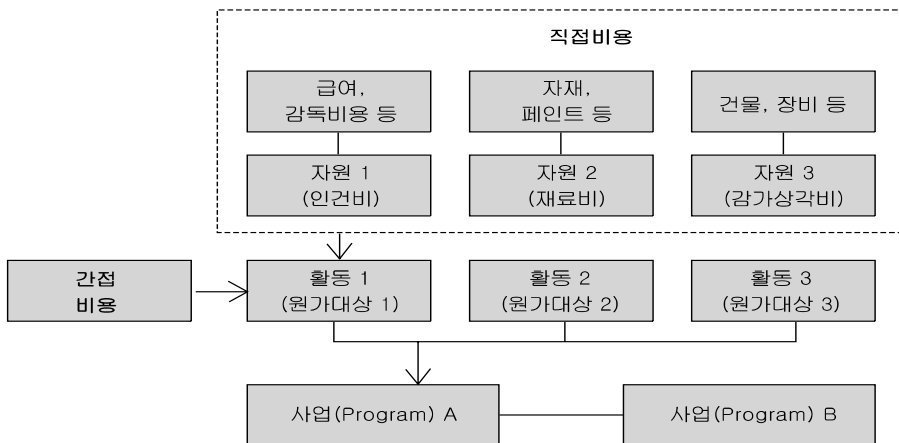 직접비용
급여,
감독비용 등
자재,
페인트 등
건물, 장비 등
자원 1
(인건비)
자원 2
(재료비)
자원 3
(감가상각비)
간접
비용
활동 1
(원가대상 1)
활동 2
(원가대상 2)
활동 3
(원가대상 3)
사업(Program) A
사업(Program) B